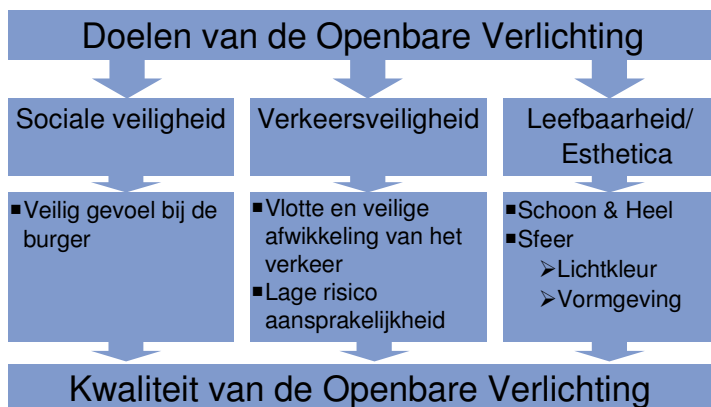 Doelen van de Openbare Verlichting
Sociale veiligheid
Verkeersveiligheid
Leefbaarheid/
Esthetica
▪Veilig gevoel bij de
burger
▪Vlotte en veilige
afwikkeling van het
verkeer
▪Lage risico
aansprakelijkheid
▪Schoon & Heel
▪Sfeer
➢Lichtkleur
➢Vormgeving
Kwaliteit van de Openbare Verlichting